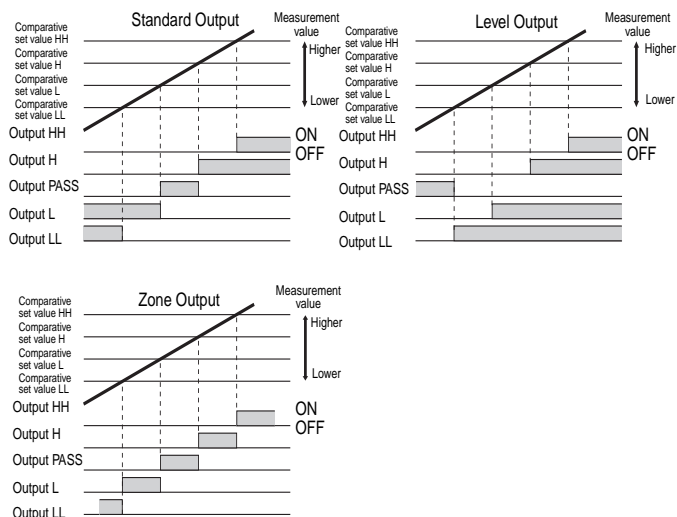 Standard Output
Measurement
value
Comparative
set value HH
Comparative
set value H
Comparative
set value L
Comparative
set value LL
Higher
Lower
Output HH
ON
OFF
Output H
Output PASS
Output L
Output LL
Level Output
Measurement
value
Comparative
set value HH
Comparative
set value H
Comparative
set value L
Comparative
set value LL
Higher
Lower
Output HH
ON
OFF
Output H
Output PASS
Output L
Output LL
Zone Output
Measurement
value
Comparative
set value HH
Comparative
set value H
Comparative
set value L
Comparative
set value LL
Higher
Lower
Output HH
ON
OFF
Output H
Output PASS
Output L
Output LL